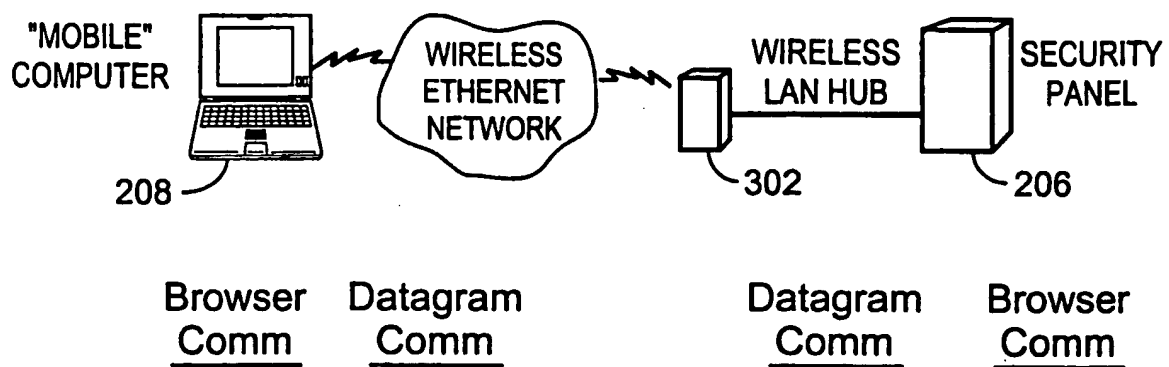 "MOBILE"
COMPUTER
WIRELESS
ETHERNET
NETWORK
WIRELESS
LAN HUB
SECURITY
PANEL
208
302
206
Browser
Comm
Datagram
Comm
Datagram
Comm
Browser
Comm